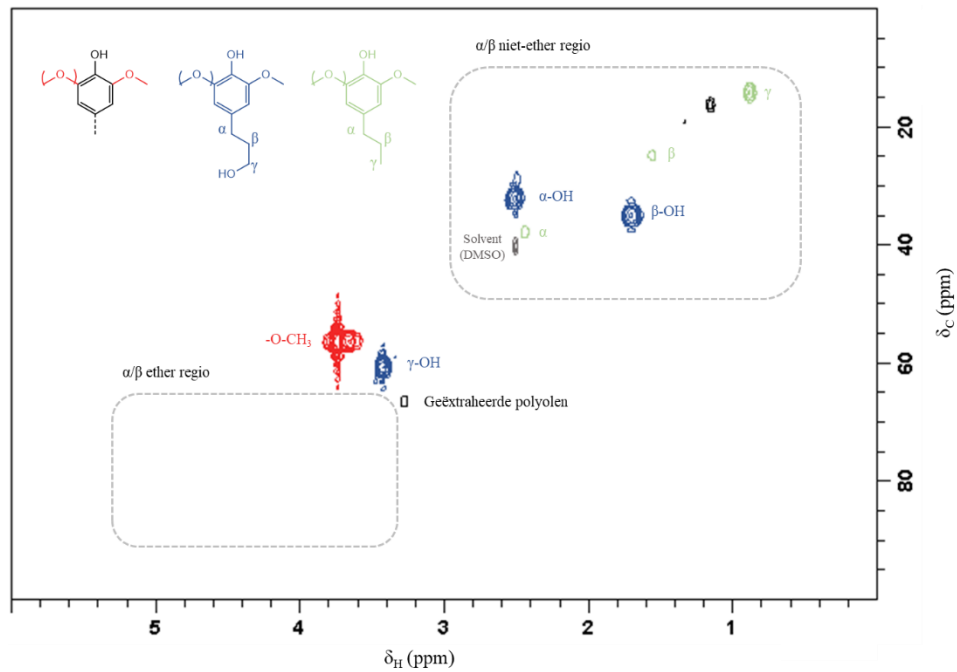 α/β niet-ether regio
OH
O
O
OH
O
O
OH
O
O
α
β
γ
HO
α
β
γ
γ
β
α-OH
β-OH
α
Solvent
(DMSO)
-O-CH₃
γ-OH
α/β ether regio
Geëxtraheerde polyolen
20
40
60
80
δC (ppm)
5
4
3
2
1
δH (ppm)